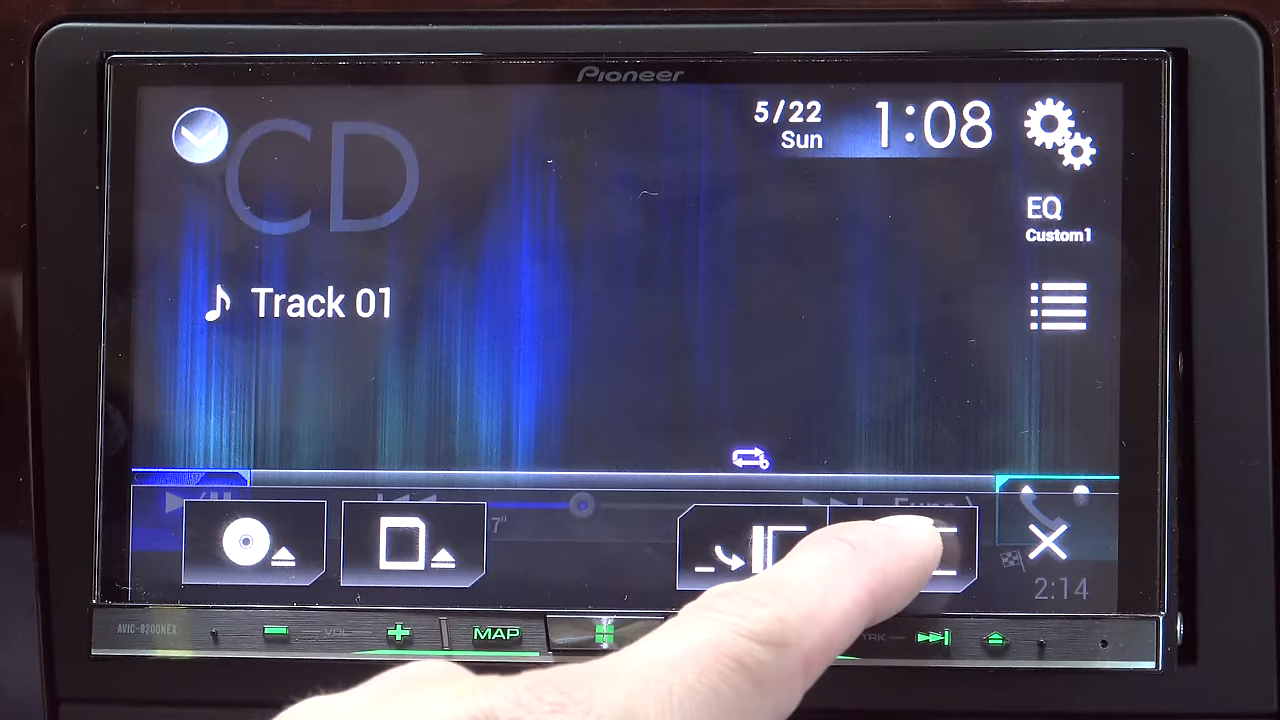 Pioneer
CD
5/22
Sun
1:08
EQ
Custom1
Track 01
7"
2:14
AVIC-8200NEX
VOL
MAP
TRK